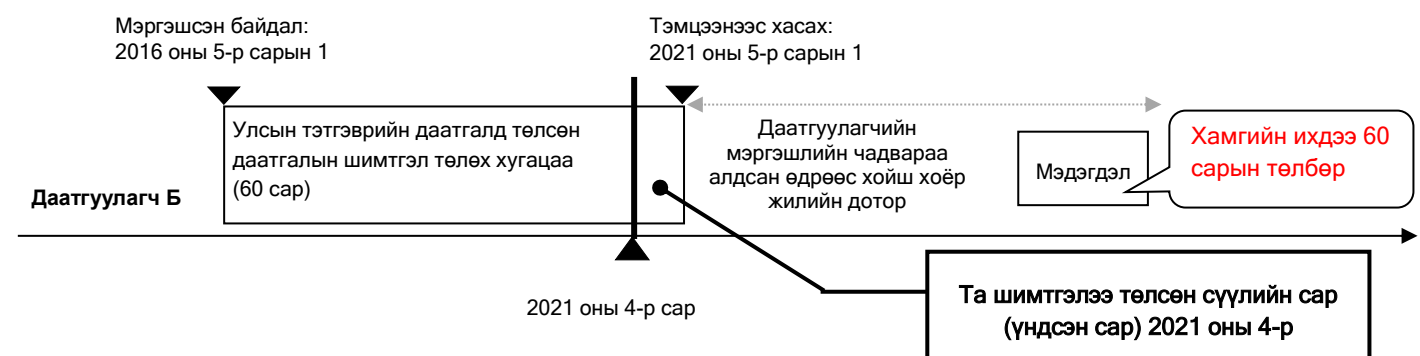 Мэргэшсэн байдал:
2016 оны 5-р сарын 1
Тэмцээнээс хасах:
2021 оны 5-р сарын 1
Улсын тэтгэврийн даатгалд төлсөн
даатгалын шимтгэл төлөх хугацаа
(60 сар)
Даатгуулагчийн
мэргэшлийн чадвараа
алдсан өдрөөс хойш хоёр
жилийн дотор
Мэдэгдэл
Хамгийн ихдээ 60
сарын төлбөр
Даатгуулагч Б
2021 оны 4-р сар
Та шимтгэлээ төлсөн сүүлийн сар
(үндсэн сар) 2021 оны 4-р